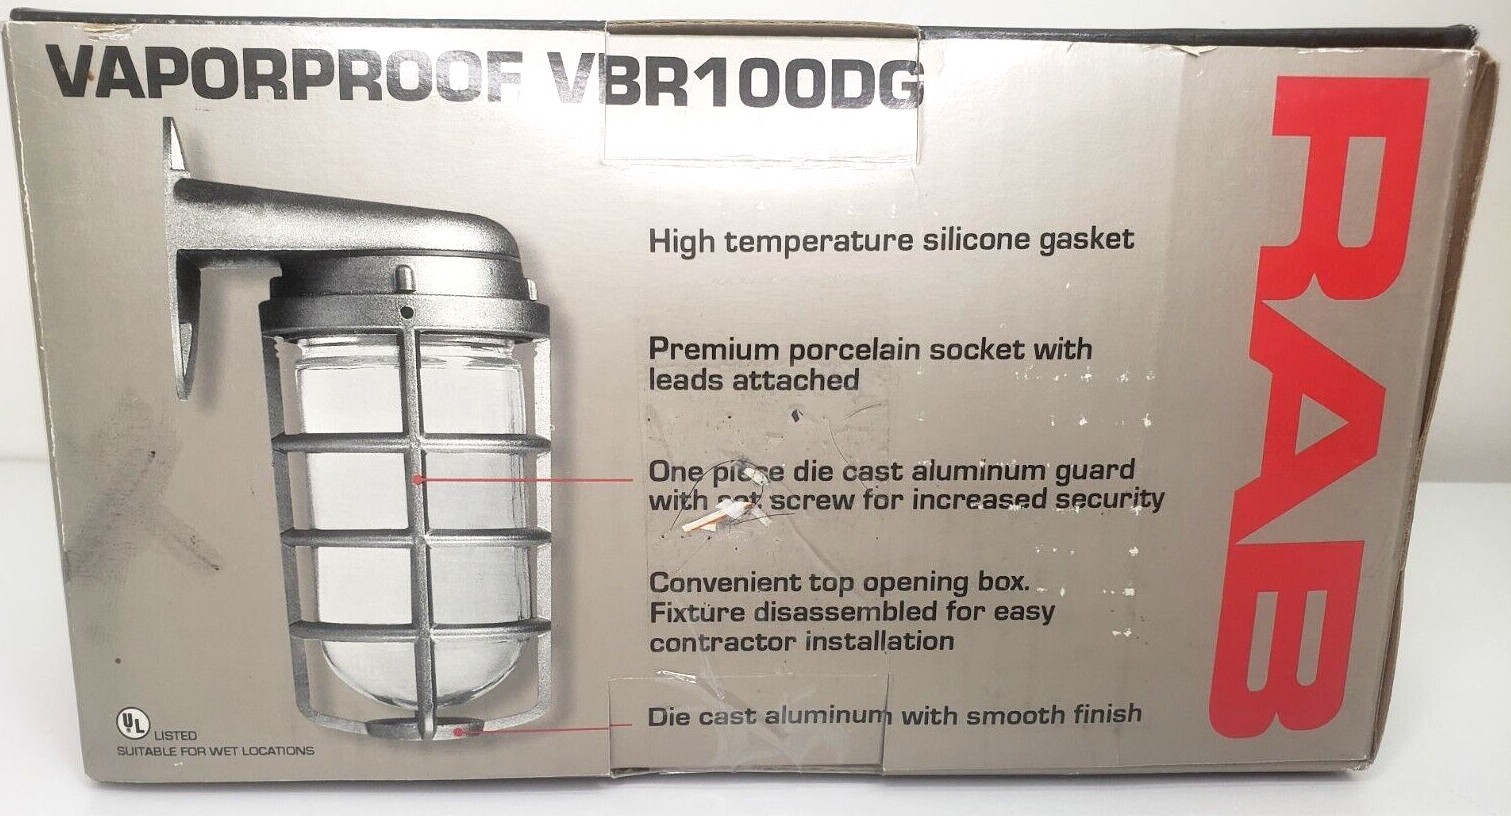 VAPORPROOF VBR100DG
RAB
High temperature silicone gasket
Premium porcelain socket with
leads attached
One piece die cast aluminum guard
with set screw for increased security
Convenient top opening box.
Fixture disassembled for easy
contractor installation
Die cast aluminum with smooth finish
UL LISTED
SUITABLE FOR WET LOCATIONS